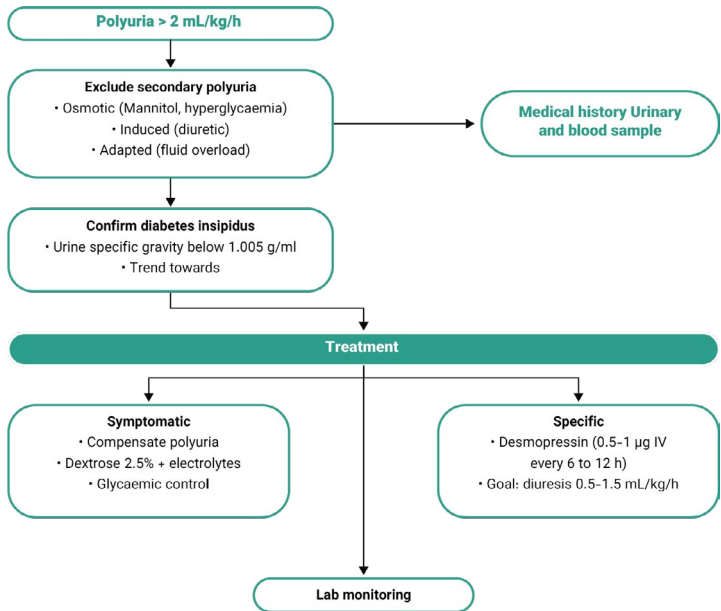 Polyuria > 2 mL/kg/h
Exclude secondary polyuria
• Osmotic (Mannitol, hyperglycaemia)
• Induced (diuretic)
• Adapted (fluid overload)
Medical history Urinary
and blood sample
Confirm diabetes insipidus
• Urine specific gravity below 1.005 g/ml
• Trend towards
Treatment
Symptomatic
• Compensate polyuria
• Dextrose 2.5% + electrolytes
• Glycaemic control
Specific
• Desmopressin (0.5-1 µg IV
every 6 to 12 h)
• Goal: diuresis 0.5-1.5 mL/kg/h
Lab monitoring